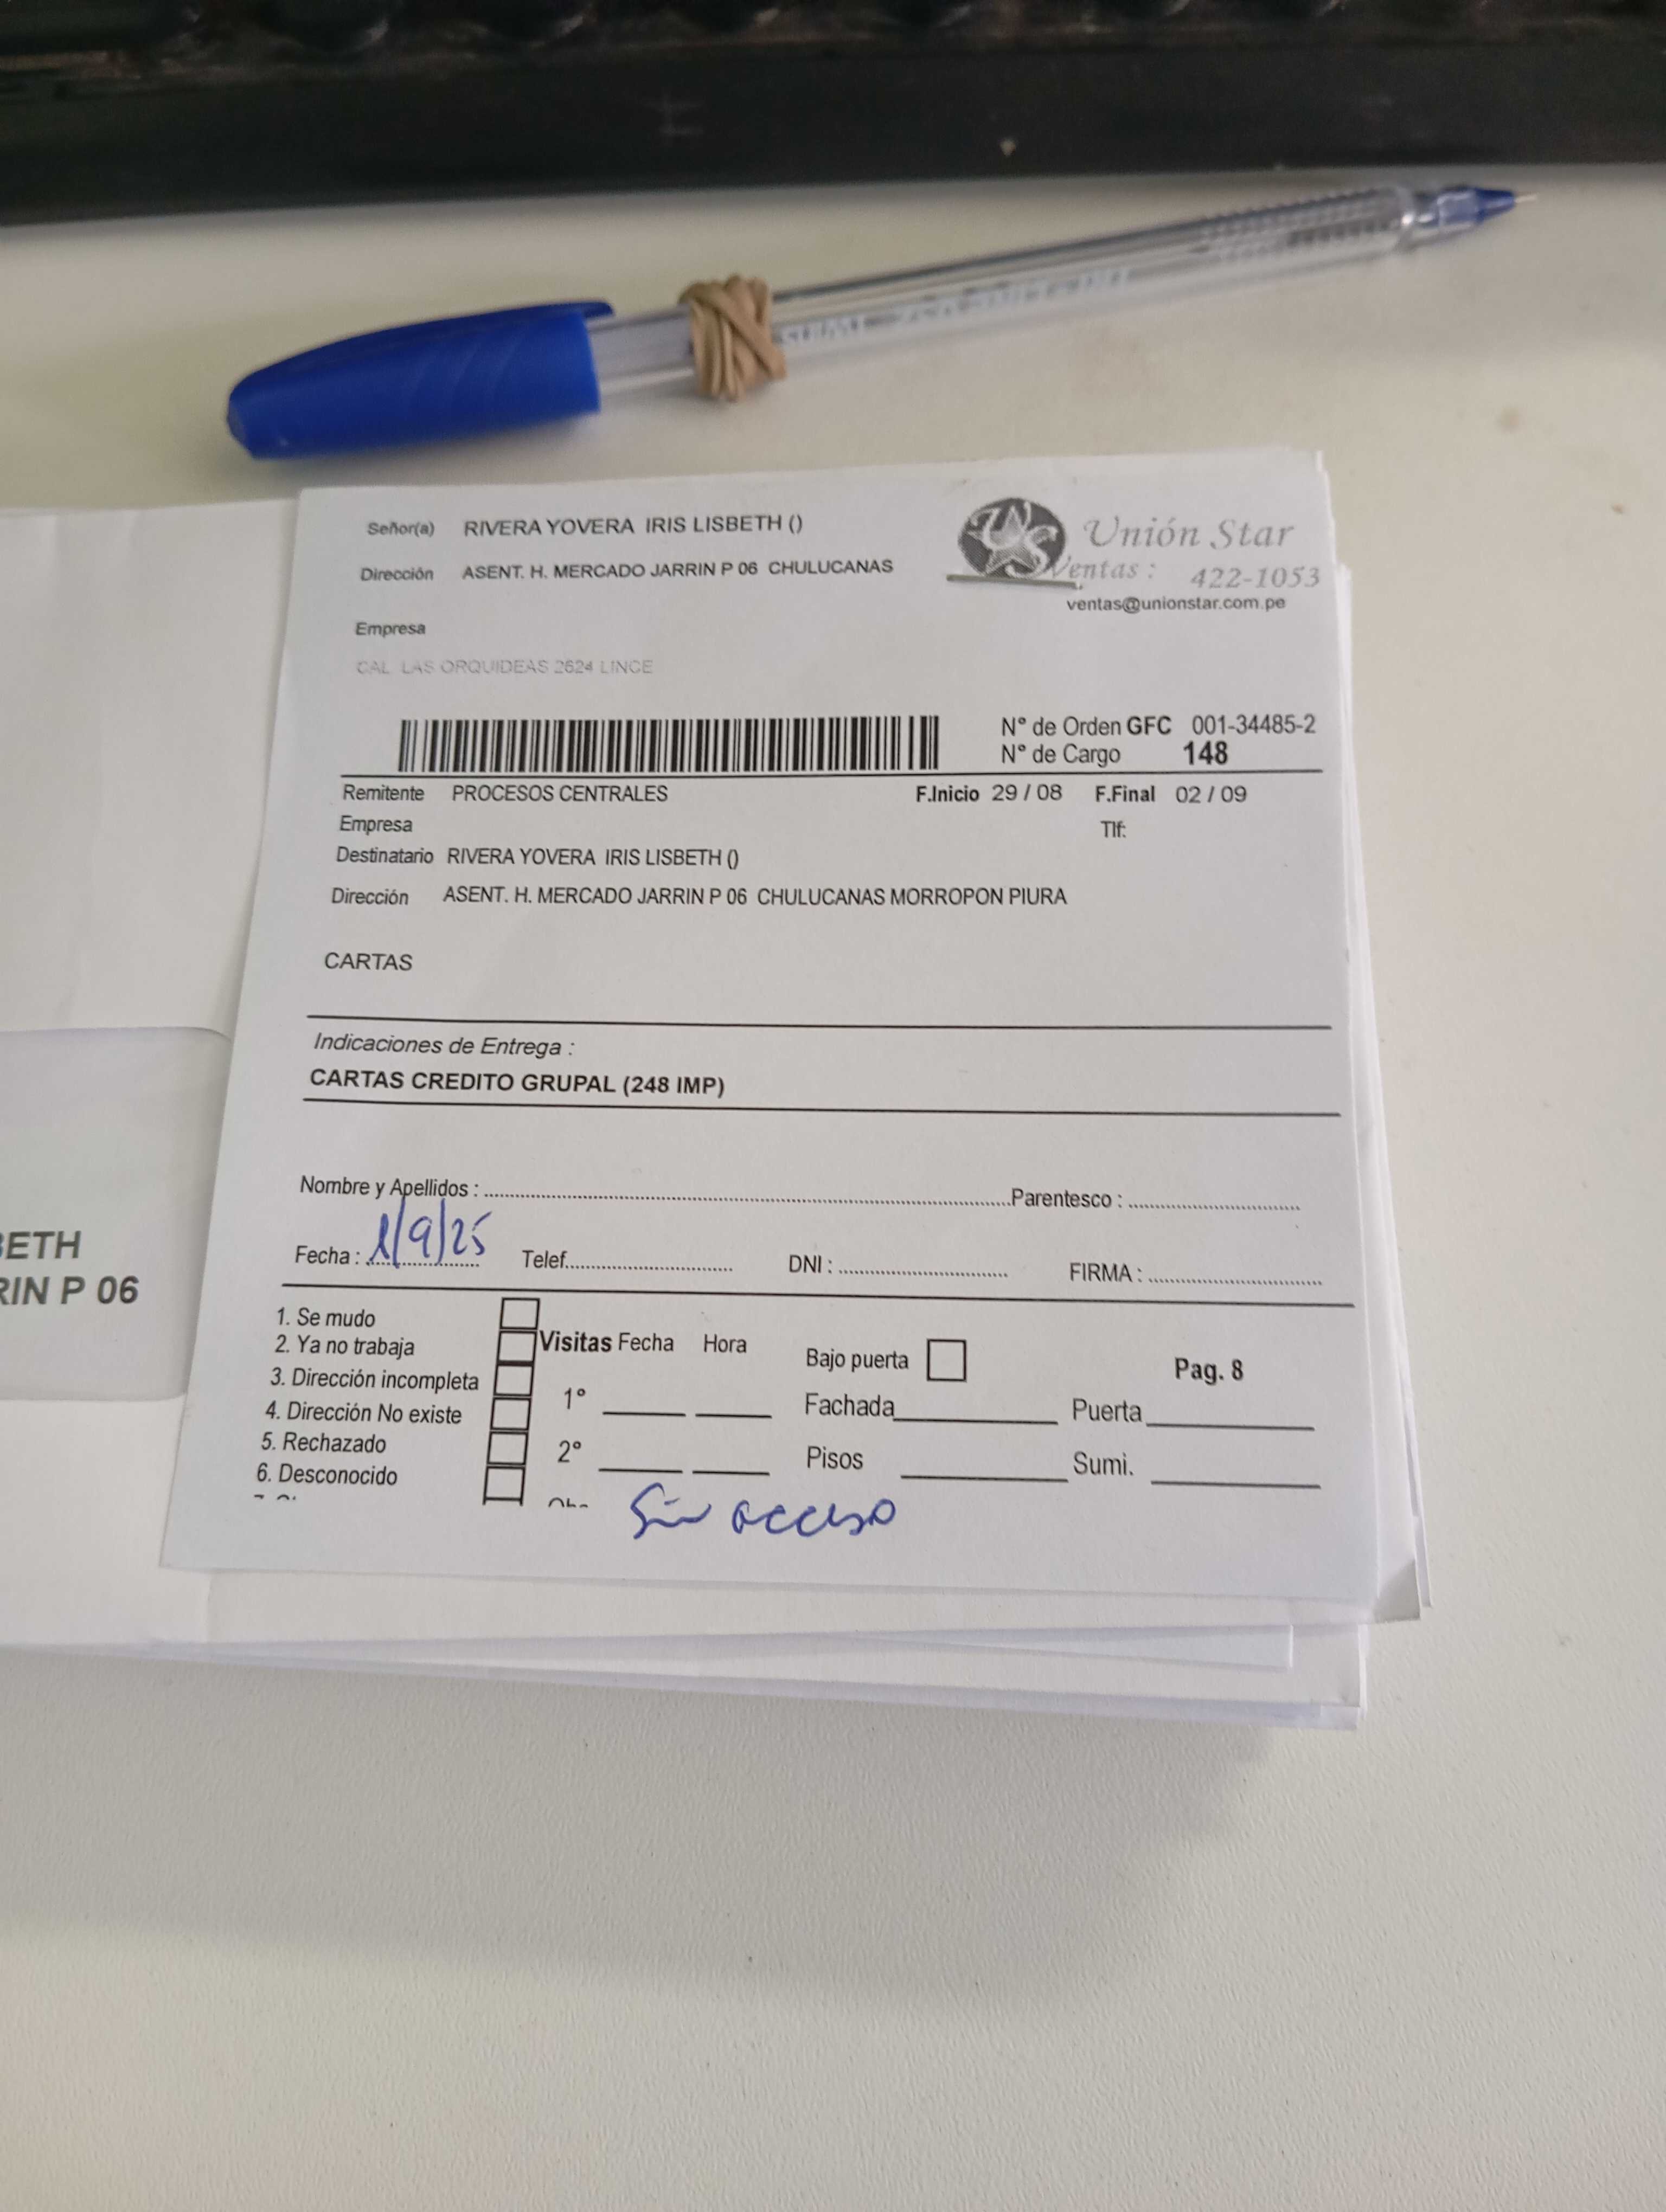 Señor(a) RIVERA YOVERA IRIS LISBETH ()
Dirección ASENT. H. MERCADO JARRIN P 06 CHULUCANAS
Unión Star
Ventas : 422-1053
ventas@unionstar.com.pe
Empresa
CAL LAS ORQUIDEAS 2624 LINCE
N° de Orden GFC 001-34485-2
N° de Cargo 148
Remitente PROCESOS CENTRALES F.Inicio 29 / 08 F.Final 02 / 09
Empresa Tlf:
Destinatario RIVERA YOVERA IRIS LISBETH ()
Dirección ASENT. H. MERCADO JARRIN P 06 CHULUCANAS MORROPON PIURA
CARTAS
Indicaciones de Entrega :
CARTAS CREDITO GRUPAL (248 IMP)
Nombre y Apellidos : Parentesco :
Fecha : 1/9/25 Telef. DNI : FIRMA :
1. Se mudo
2. Ya no trabaja
3. Dirección incompleta
4. Dirección No existe
5. Rechazado
6. Desconocido
Visitas Fecha Hora
1°
2°
Bajo puerta Pag. 8
Fachada Puerta
Pisos Sumi.
Sin acceso
BETH
RIN P 06